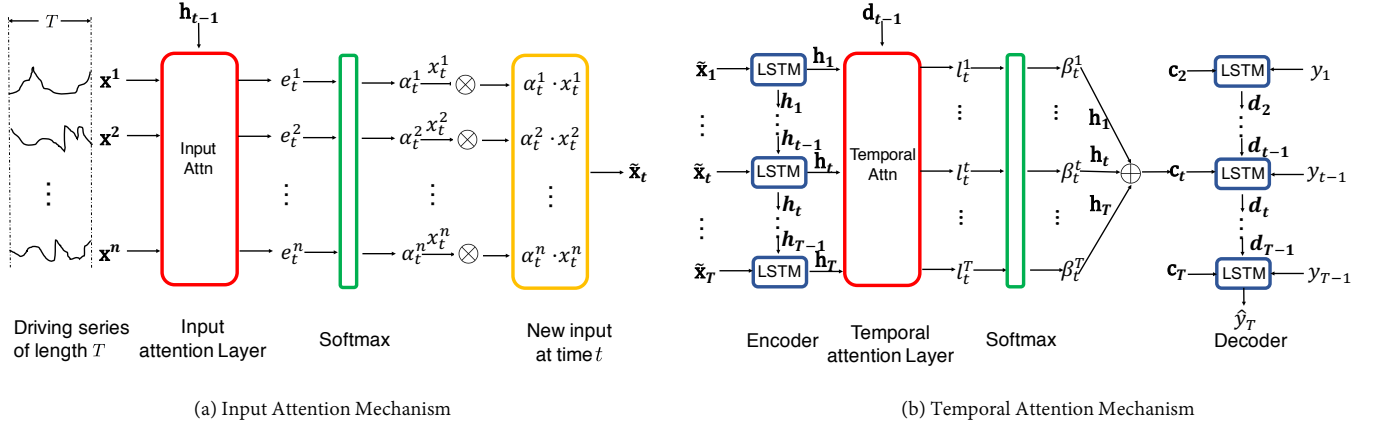 T
h_{t-1}
x^1
x^2
⋮
x^n
Input
Attn
e_t^1
e_t^2
⋮
e_t^n
α_t^1 x_t^1 ⊗
α_t^2 x_t^2 ⊗
⋮
α_t^n x_t^n ⊗
α_t^1 · x_t^1
α_t^2 · x_t^2
⋮
α_t^n · x_t^n
x̃_t
Driving series
of length T
Input
attention Layer
Softmax
New input
at time t
(a) Input Attention Mechanism
d_{t-1}
x̃_1 LSTM h_1
h_1
⋮ ⋮
h_{t-1}
x̃_t LSTM h_t
h_t
⋮ ⋮
h_{T-1}
x̃_T LSTM h_T
Temporal
Attn
l_t^1
⋮
l_t^t
⋮
l_t^T
β_t^1
⋮
β_t^t
⋮
β_t^T
h_1
h_t
h_T
⊕
c_2 LSTM y_1
d_2
⋮
d_{t-1}
c_t LSTM y_{t-1}
d_t
⋮
d_{T-1}
c_T LSTM y_{T-1}
ŷ_T
Encoder
Temporal
attention Layer
Softmax
Decoder
(b) Temporal Attention Mechanism